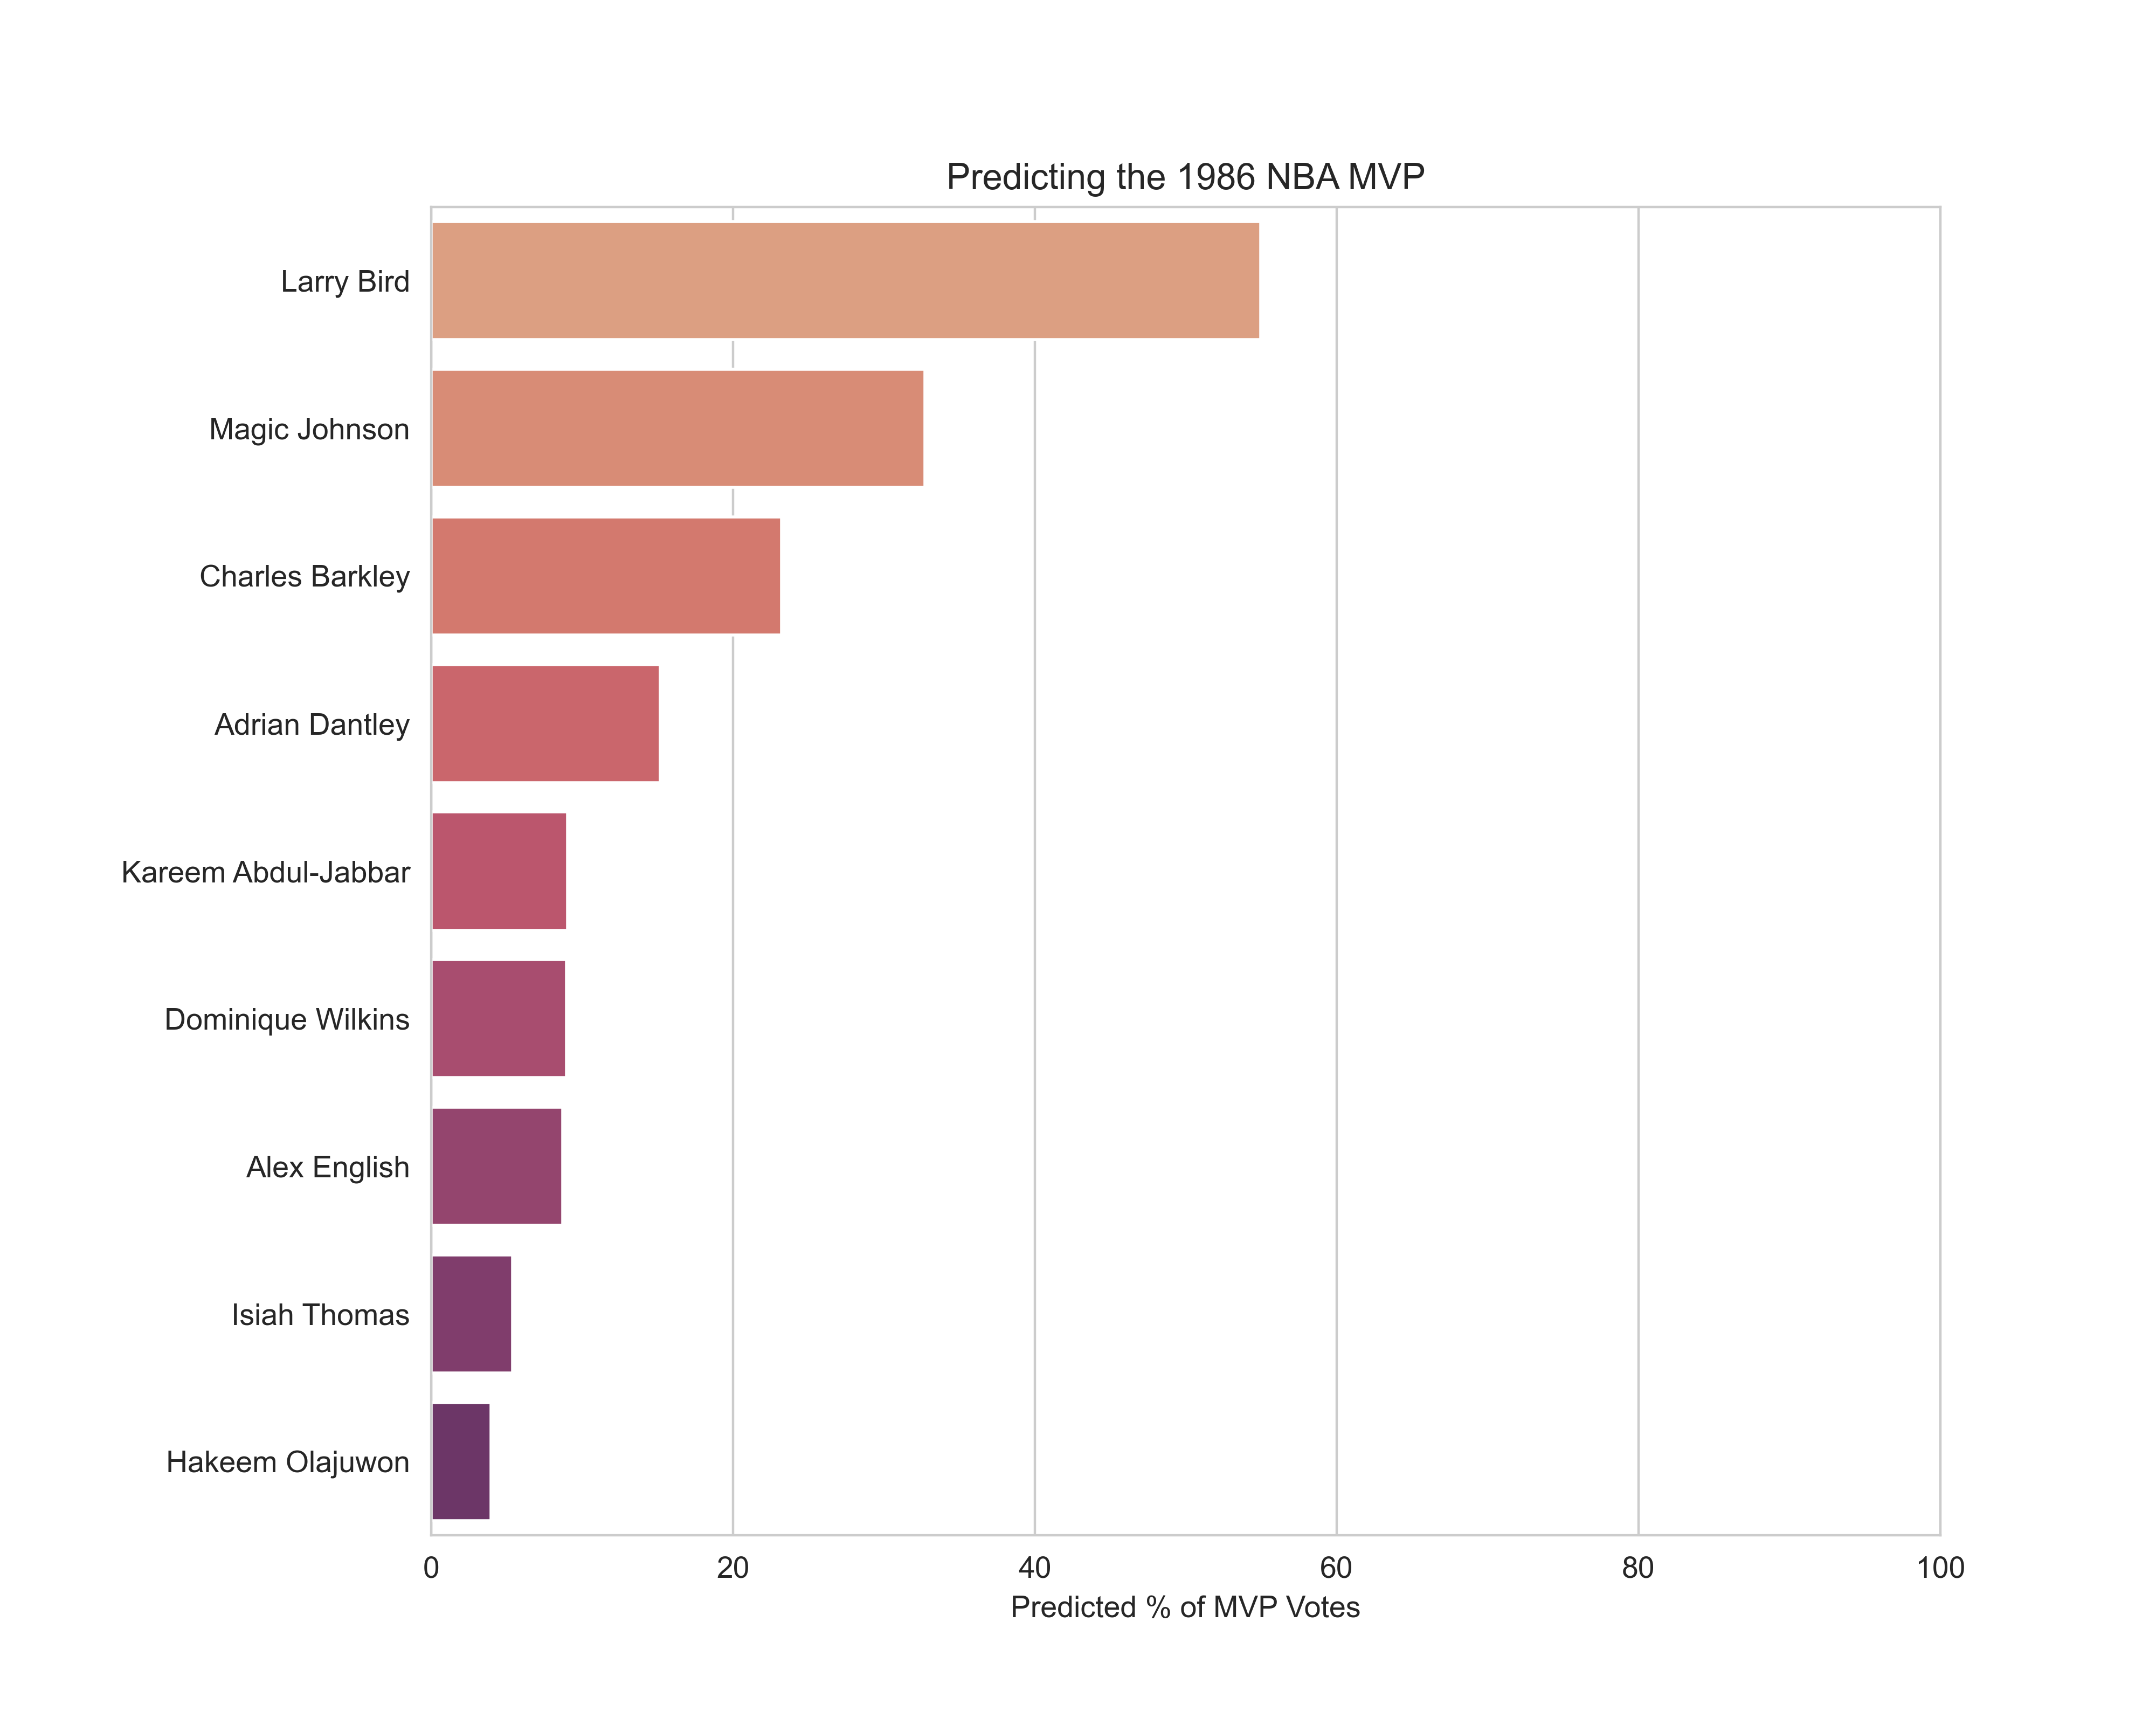 Predicting the 1986 NBA MVP
Larry Bird
Magic Johnson
Charles Barkley
Adrian Dantley
Kareem Abdul-Jabbar
Dominique Wilkins
Alex English
Isiah Thomas
Hakeem Olajuwon
0 20 40 60 80 100
Predicted % of MVP Votes